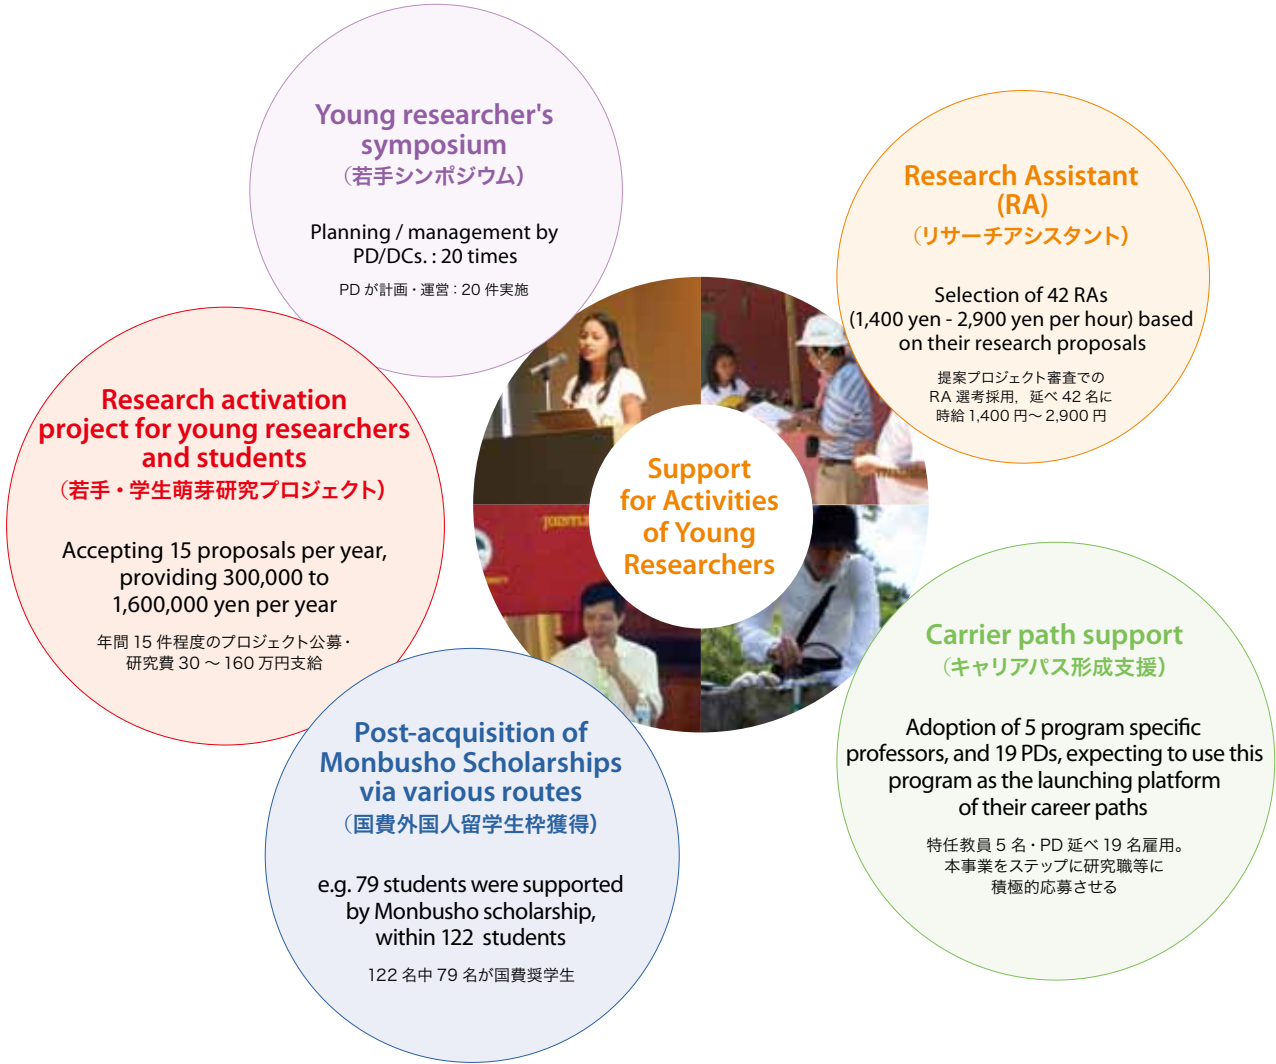 Young researcher's
symposium
（若手シンポジウム）
Planning / management by
PD/DCs. : 20 times
PD が計画・運営：20 件実施
Research Assistant
(RA)
（リサーチアシスタント）
Selection of 42 RAs
(1,400 yen - 2,900 yen per hour) based
on their research proposals
提案プロジェクト審査での
RA 選考採用，延べ 42 名に
時給 1,400 円〜 2,900 円
Research activation
project for young researchers
and students
（若手・学生萌芽研究プロジェクト）
Accepting 15 proposals per year,
providing 300,000 to
1,600,000 yen per year
年間 15 件程度のプロジェクト公募・
研究費 30 〜 160 万円支給
Support
for Activities
of Young
Researchers
Carrier path support
（キャリアパス形成支援）
Adoption of 5 program specific
professors, and 19 PDs, expecting to use this
program as the launching platform
of their career paths
特任教員 5 名・PD 延べ 19 名雇用。
本事業をステップに研究職等に
積極的応募させる
Post-acquisition of
Monbusho Scholarships
via various routes
（国費外国人留学生枠獲得）
e.g. 79 students were supported
by Monbusho scholarship,
within 122 students
122 名中 79 名が国費奨学生